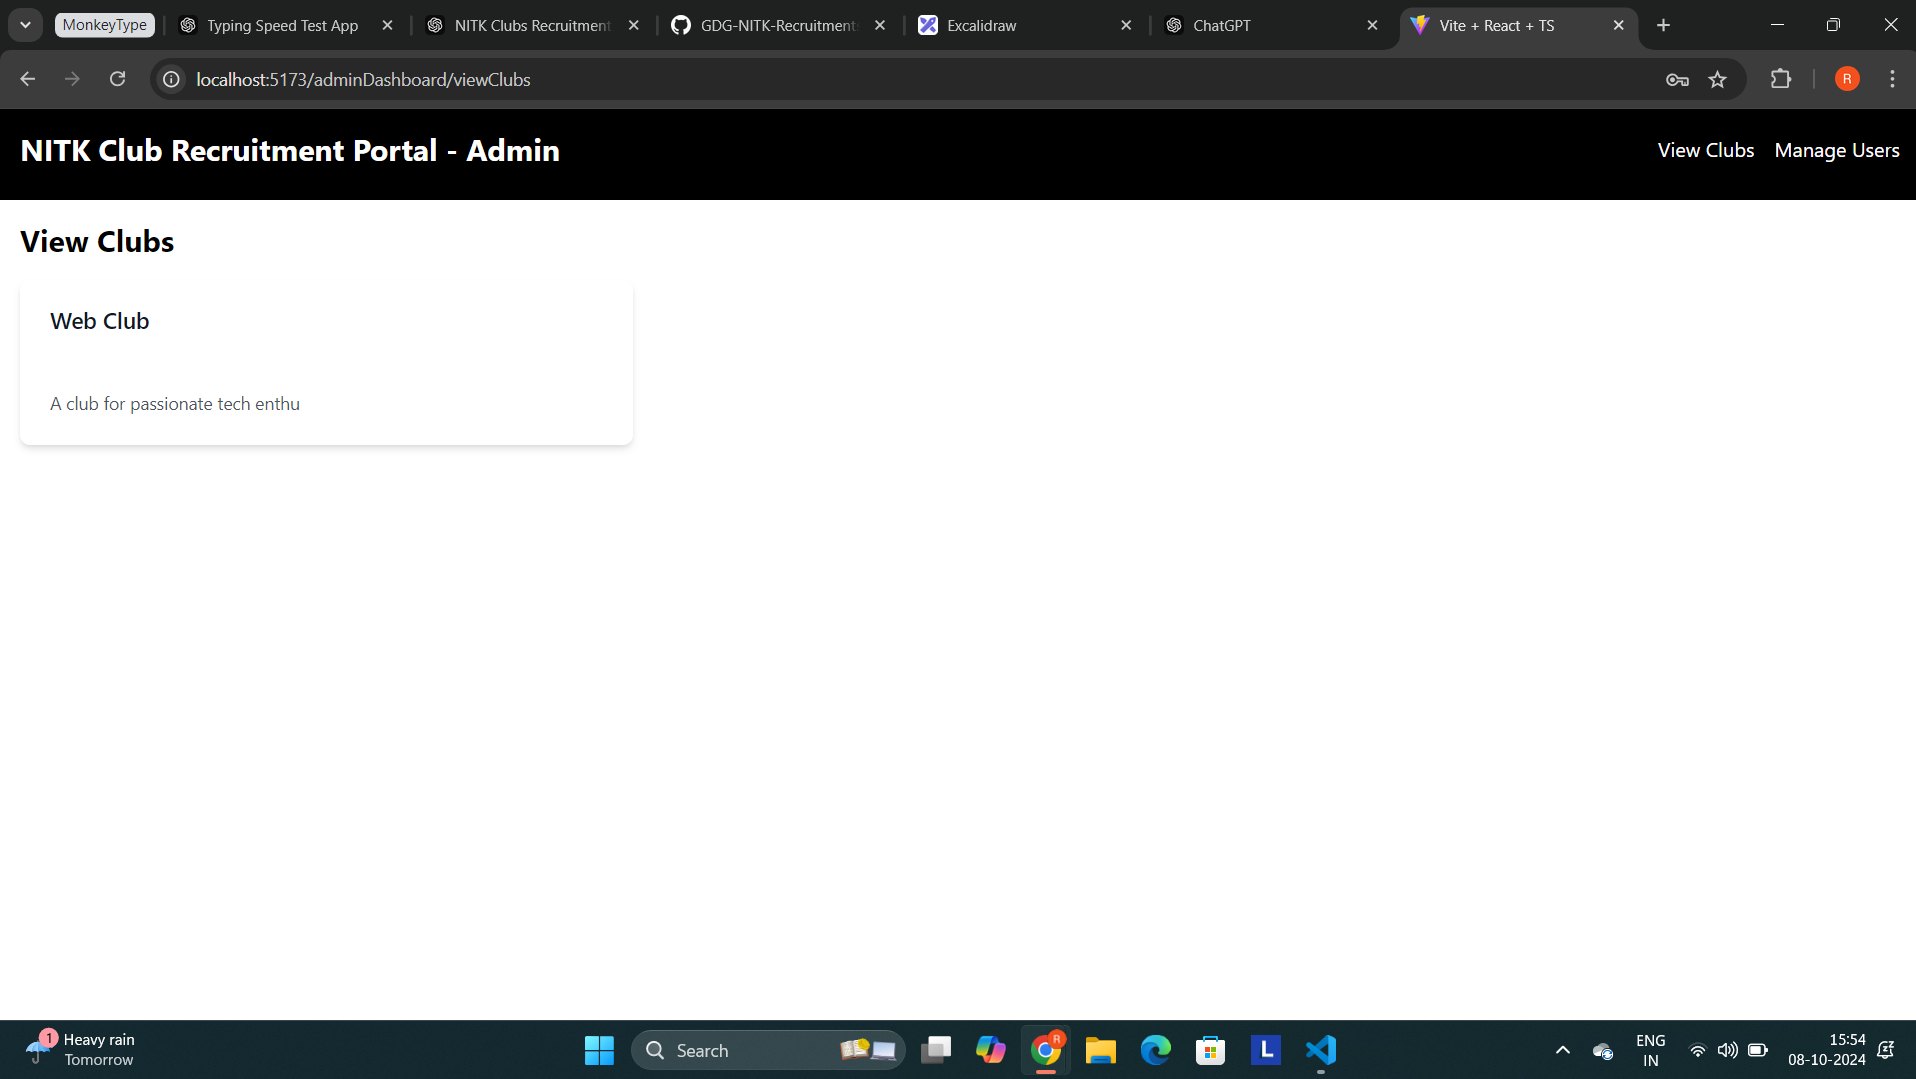 MonkeyType
Typing Speed Test App
NITK Clubs Recruitment
GDG-NITK-Recruitment
Excalidraw
ChatGPT
Vite + React + TS
localhost:5173/adminDashboard/viewClubs
R
NITK Club Recruitment Portal - Admin
View Clubs
Manage Users
View Clubs
Web Club
A club for passionate tech enthu
1
Heavy rain
Tomorrow
Search
R
L
ENG
IN
15:54
08-10-2024